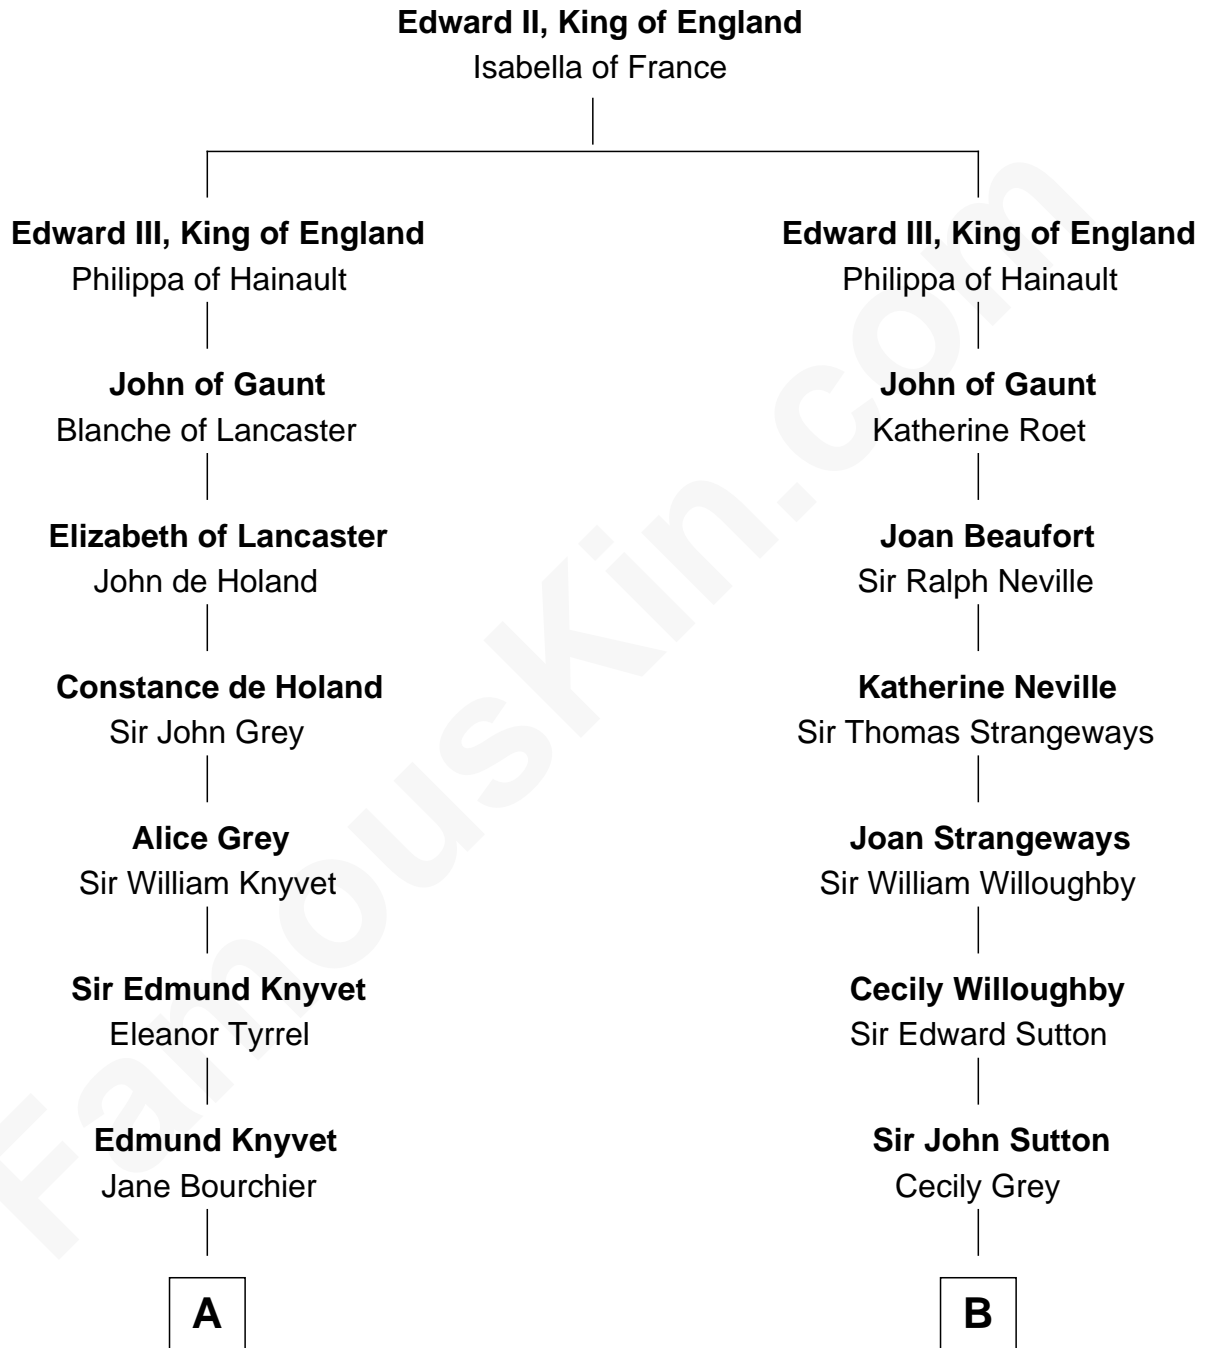 Edward II, King of England
Isabella of France
Edward III, King of England
Philippa of Hainault
John of Gaunt
Blanche of Lancaster
Elizabeth of Lancaster
John de Holand
Constance de Holand
Sir John Grey
Alice Grey
Sir William Knyvet
Sir Edmund Knyvet
Eleanor Tyrrel
Edmund Knyvet
Jane Bourchier
A
Edward III, King of England
Philippa of Hainault
John of Gaunt
Katherine Roet
Joan Beaufort
Sir Ralph Neville
Katherine Neville
Sir Thomas Strangeways
Joan Strangeways
Sir William Willoughby
Cecily Willoughby
Sir Edward Sutton
Sir John Sutton
Cecily Grey
B
FamousKin.com